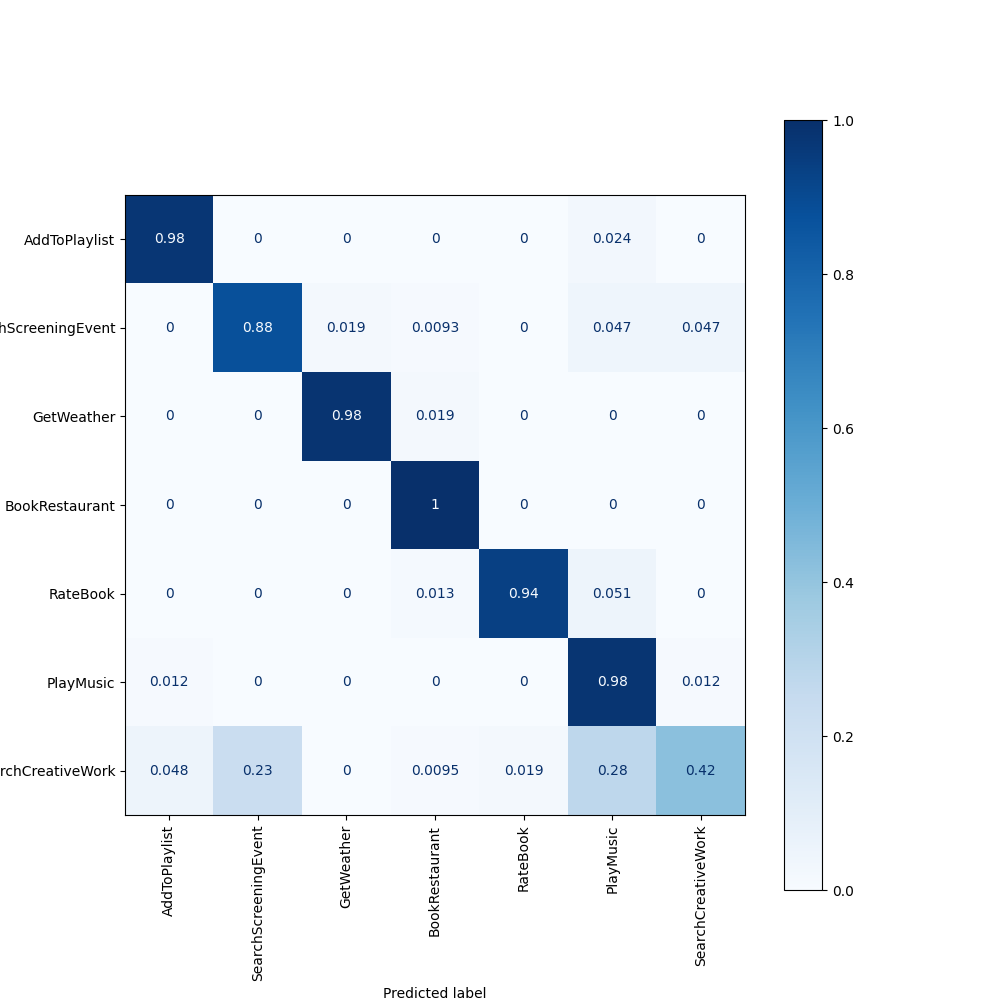 1.0
AddToPlaylist 0.98 0 0 0 0 0.024 0
0.8
hScreeningEvent 0 0.88 0.019 0.0093 0 0.047 0.047
GetWeather 0 0 0.98 0.019 0 0 0
0.6
BookRestaurant 0 0 0 1 0 0 0
RateBook 0 0 0 0.013 0.94 0.051 0
0.4
PlayMusic 0.012 0 0 0 0 0.98 0.012
0.2
rchCreativeWork 0.048 0.23 0 0.0095 0.019 0.28 0.42
0.0
AddToPlaylist
SearchScreeningEvent
GetWeather
BookRestaurant
RateBook
PlayMusic
SearchCreativeWork
Predicted label